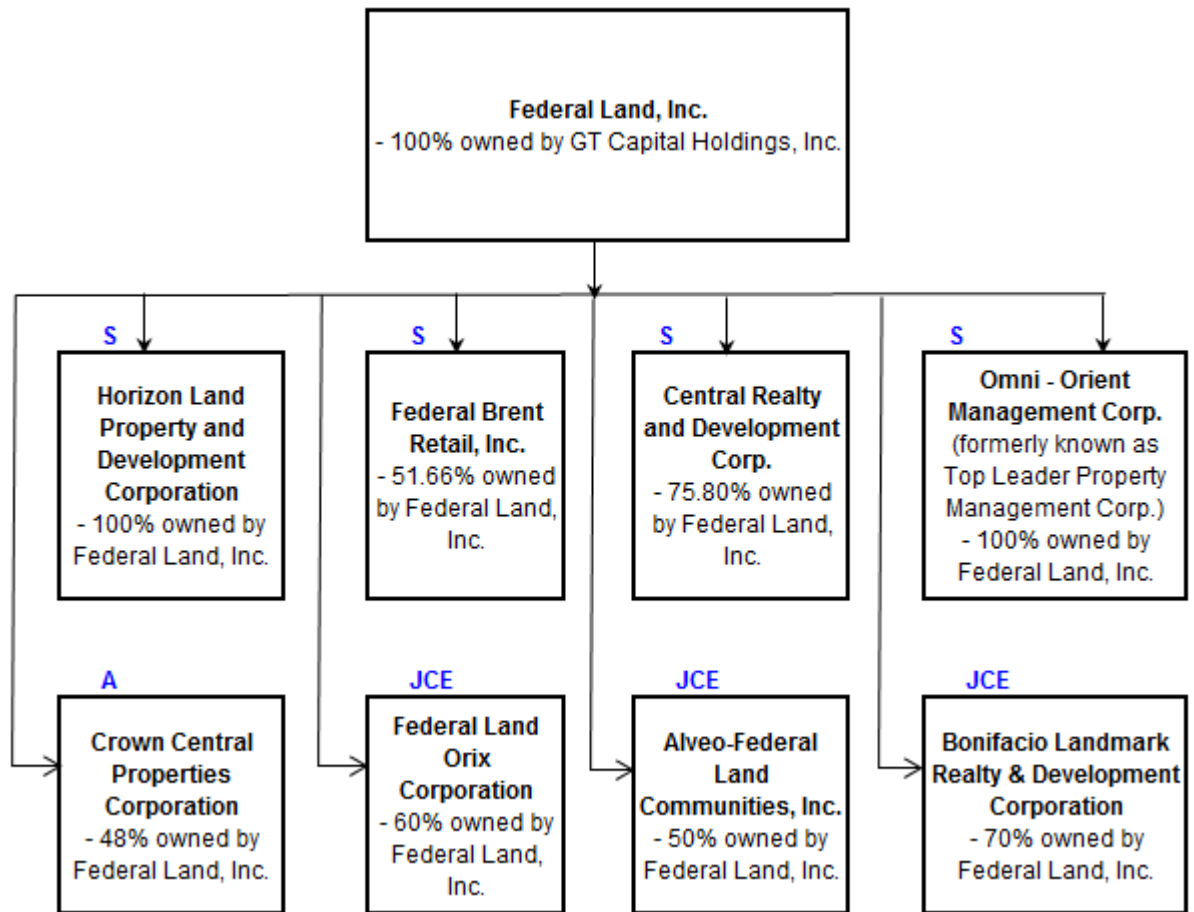 Federal Land, Inc.
- 100% owned by GT Capital Holdings, Inc.
S
Horizon Land
Property and
Development
Corporation
- 100% owned by
Federal Land, Inc.
S
Federal Brent
Retail, Inc.
- 51.66% owned
by Federal Land,
Inc.
S
Central Realty
and Development
Corp.
- 75.80% owned
by Federal Land,
Inc.
S
Omni - Orient
Management Corp.
(formerly known as
Top Leader Property
Management Corp.)
- 100% owned by
Federal Land, Inc.
A
Crown Central
Properties
Corporation
- 48% owned by
Federal Land, Inc.
JCE
Federal Land
Orix
Corporation
- 60% owned by
Federal Land,
Inc.
JCE
Alveo-Federal
Land
Communities, Inc.
- 50% owned by
Federal Land, Inc.
JCE
Bonifacio Landmark
Realty & Development
Corporation
- 70% owned by
Federal Land, Inc.